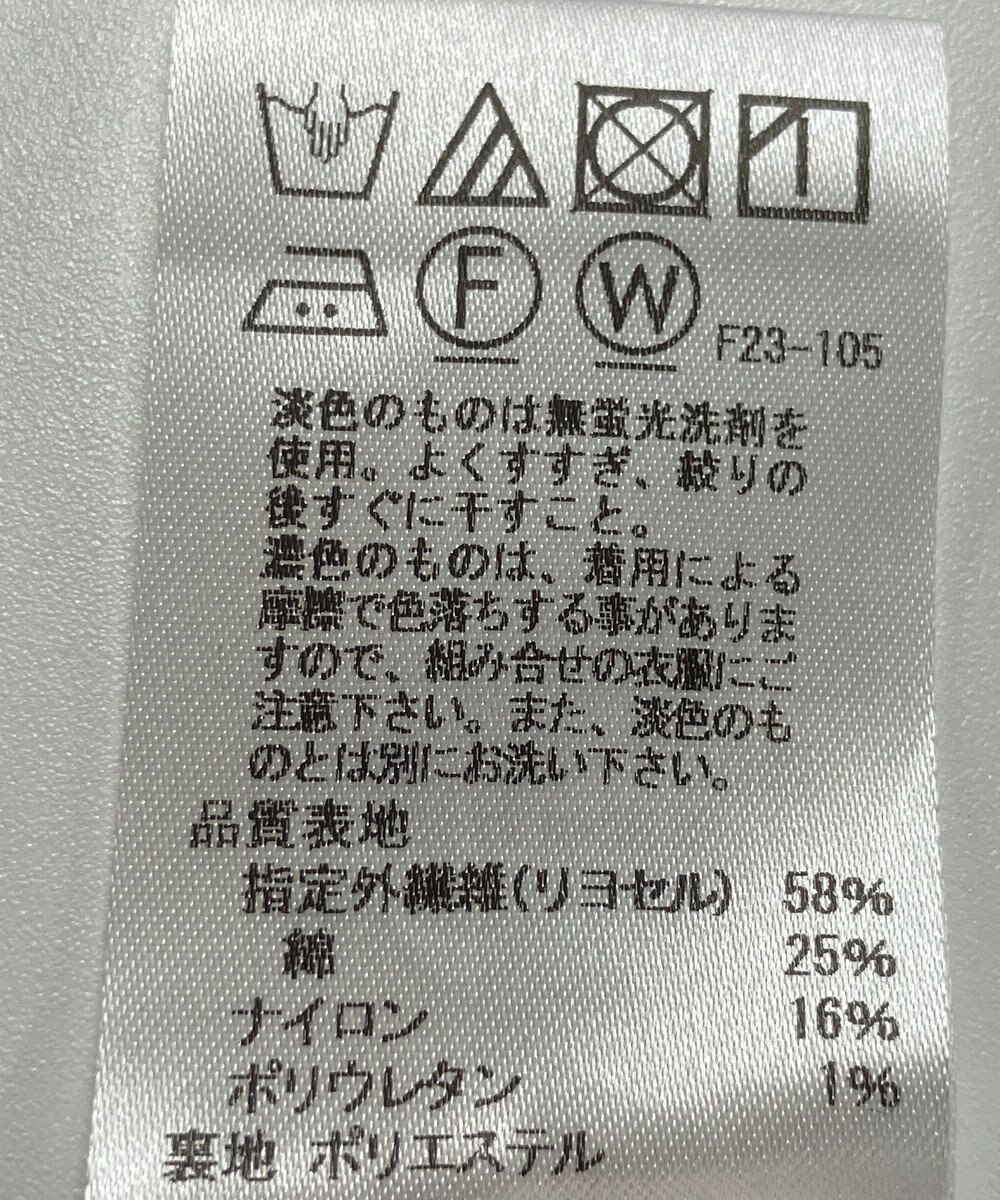 F
W
F23-105
淡色のものは無蛍光洗剤を
使用。よくすすぎ、絞りの
後すぐに干すこと。
濃色のものは、着用による
摩擦で色落ちする事がありま
すので、組み合せの衣服にご
注意下さい。また、淡色のも
のとは別にお洗い下さい。
品質表地
指定外繊維(リヨセル) 58%
綿 25%
ナイロン 16%
ポリウレタン 1%
裏地 ポリエステル